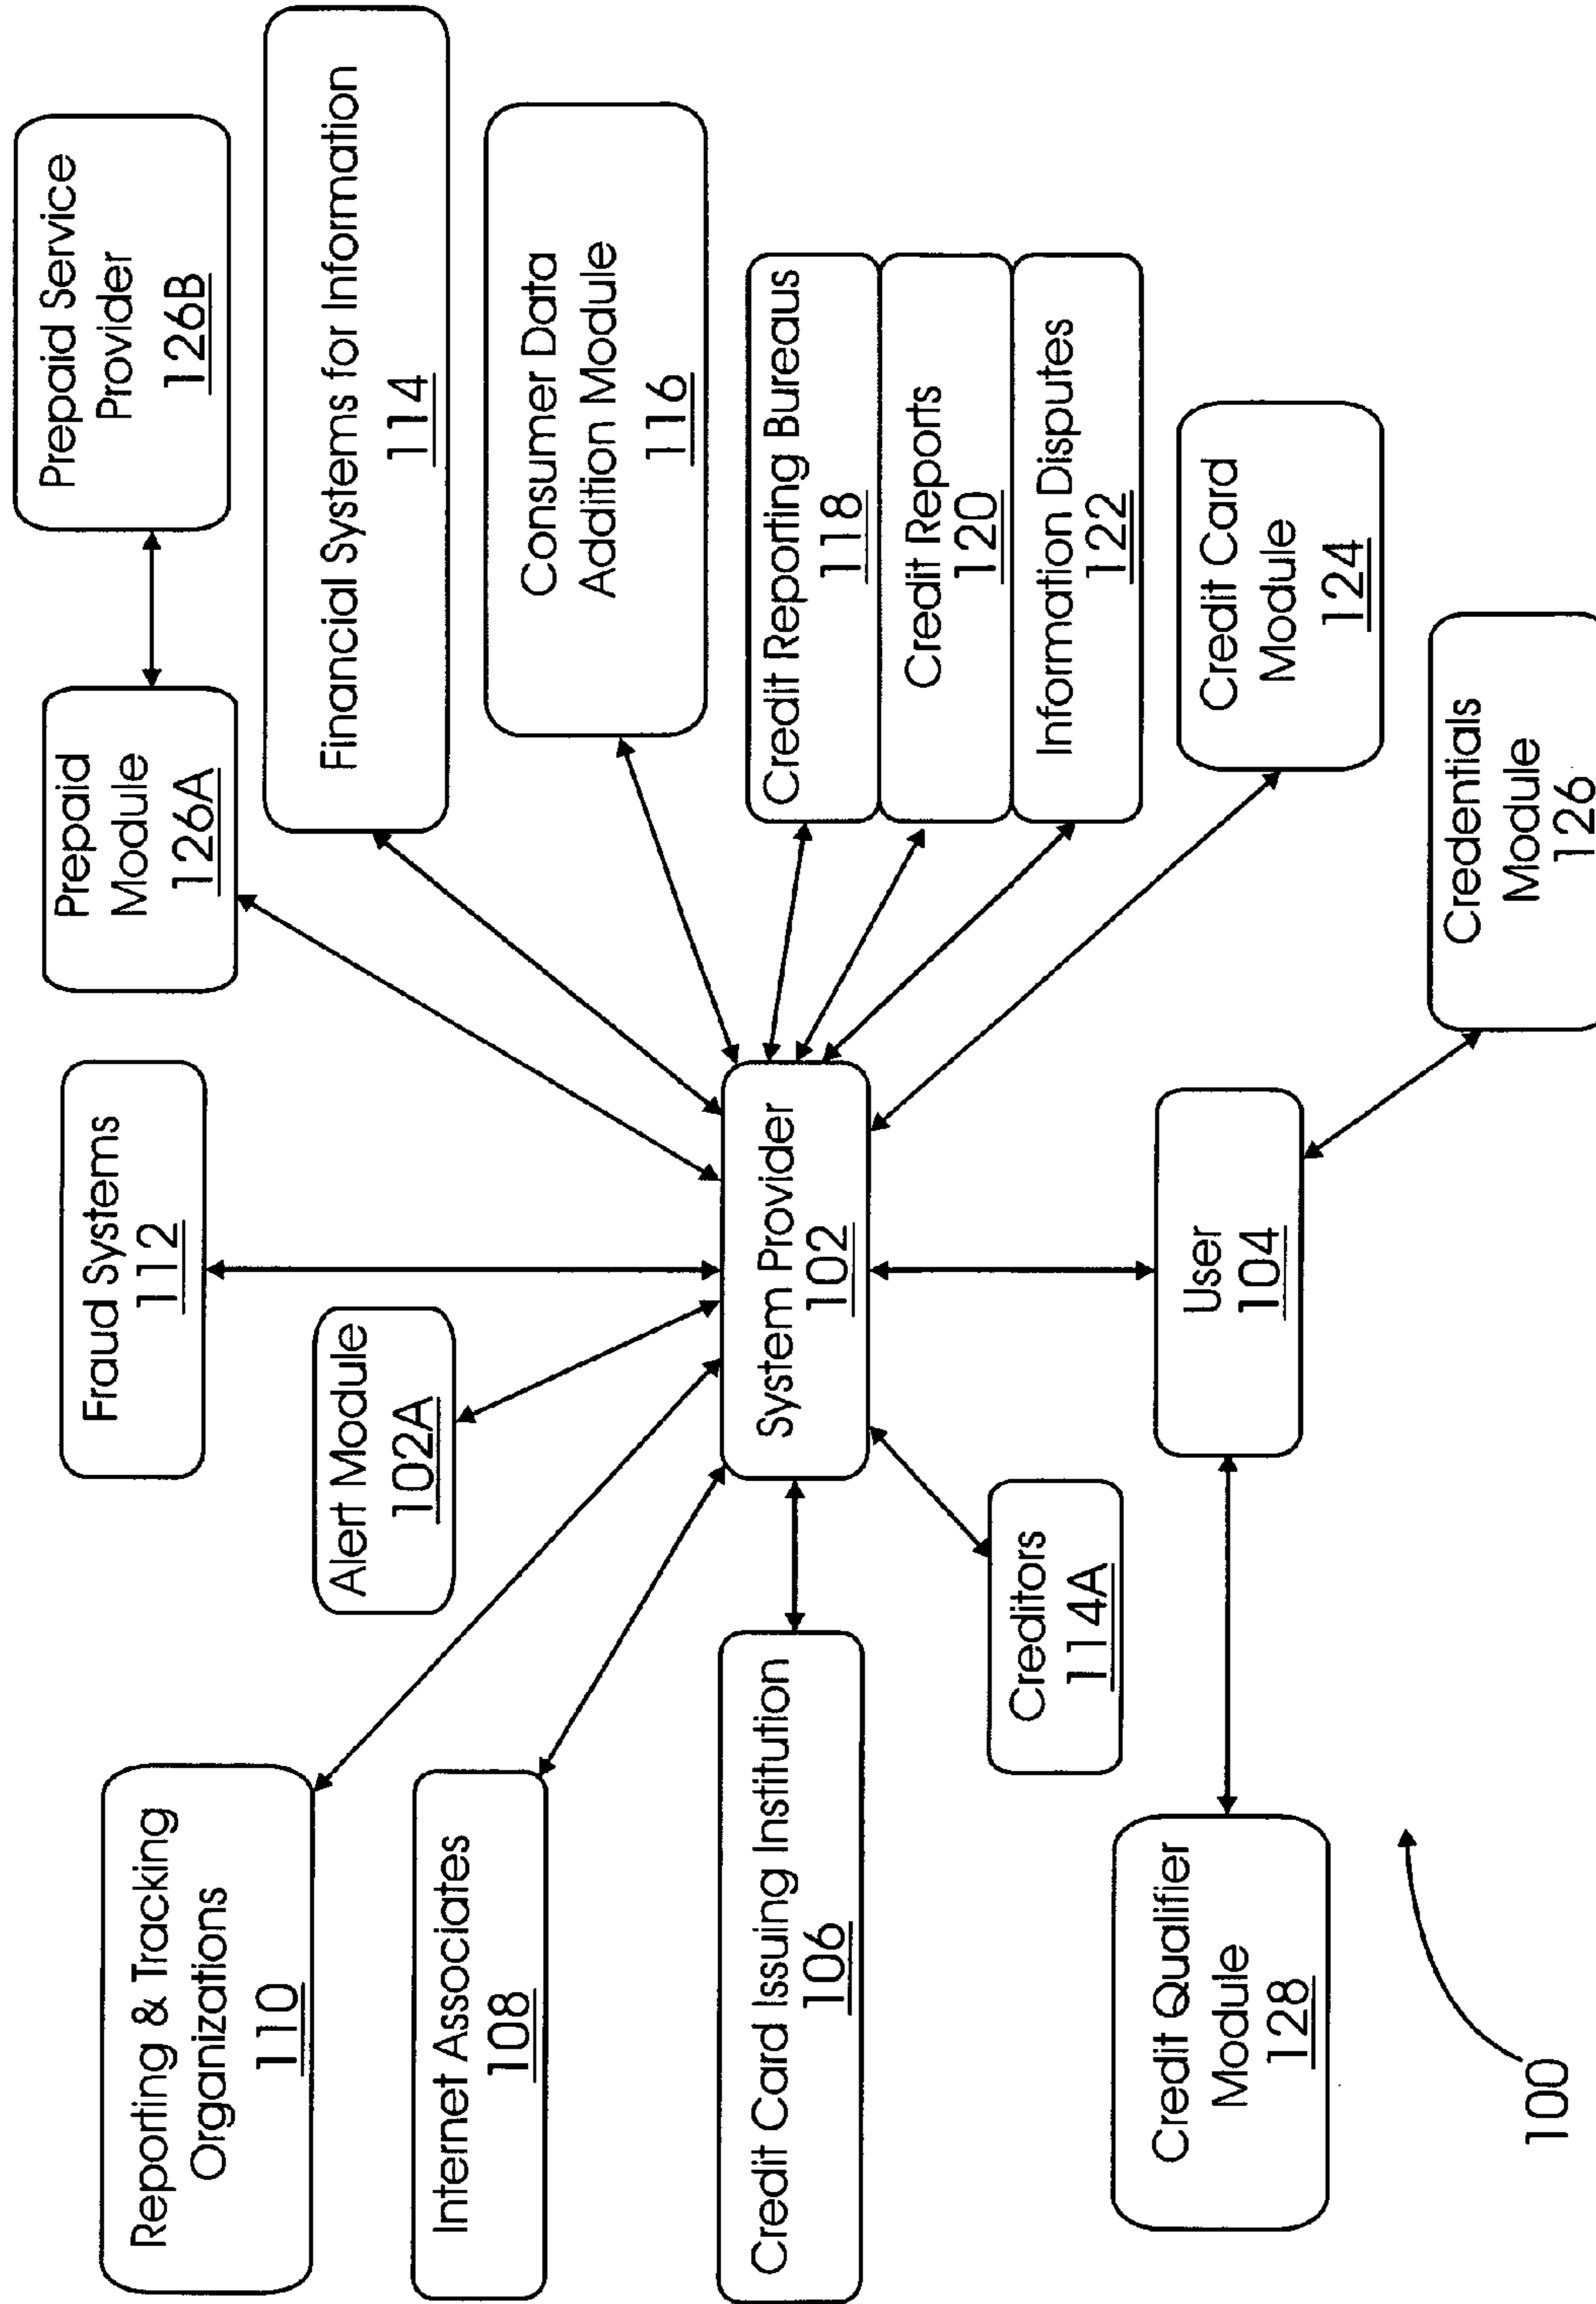 Prepaid Service
Provider
126B
Prepaid
Module
126A
Fraud Systems
112
Reporting & Tracking
Organizations
110
Financial Systems for Information
114
Alert Module
102A
Internet Associates
108
Consumer Data
Addition Module
116
Credit Card Issuing Institution
106
System Provider
102
Credit Reporting Bureaus
118
Credit Reports
120
Information Disputes
122
Creditors
114A
User
104
Credit Card
Module
124
Credit Qualifier
Module
128
Credentials
Module
126
100